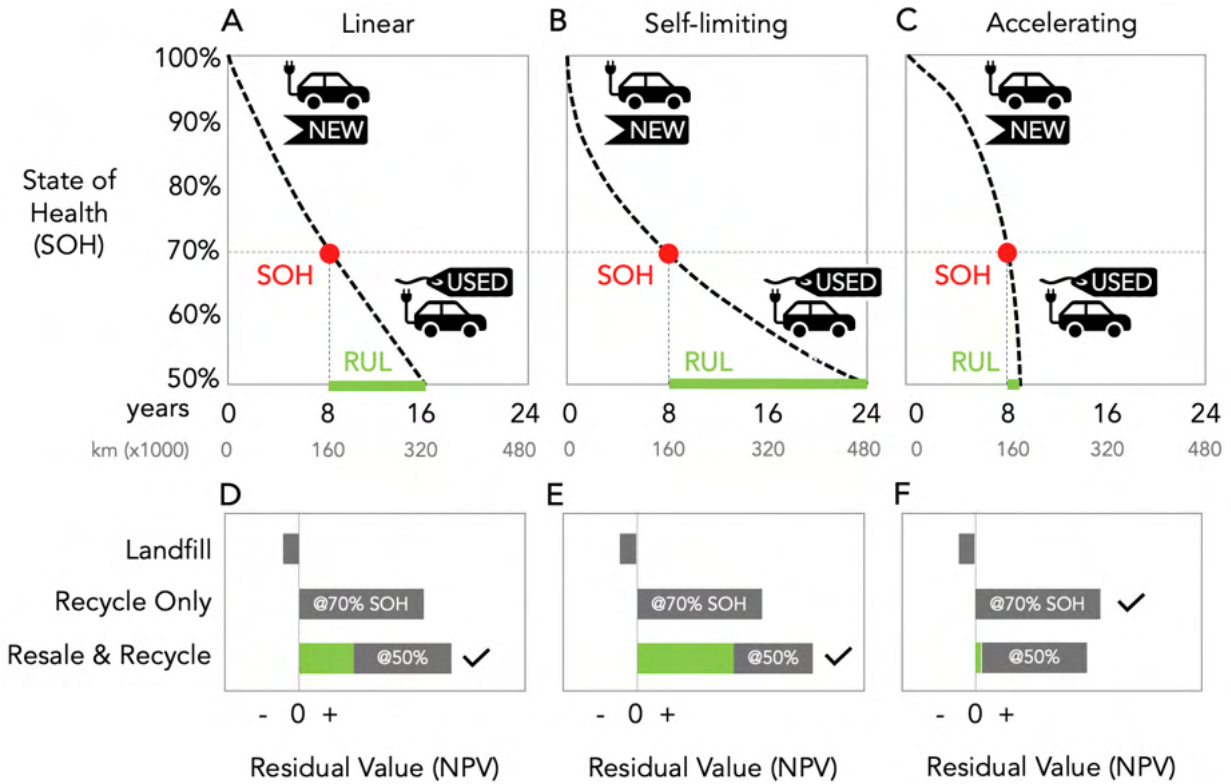 A Linear
B Self-limiting
C Accelerating
State of
Health
(SOH)
100%
90%
80%
70%
60%
50%
NEW
SOH
USED
RUL
NEW
SOH
USED
RUL
NEW
SOH
USED
RUL
years 0 8 16 24 0 8 16 24 0 8 16 24
km (x1000) 0 160 320 480 0 160 320 480 0 160 320 480
D
E
F
Landfill
Recycle Only
Resale & Recycle
@70% SOH
@50%
@70% SOH
@50%
@70% SOH
@50%
- 0 +
- 0 +
- 0 +
Residual Value (NPV)
Residual Value (NPV)
Residual Value (NPV)